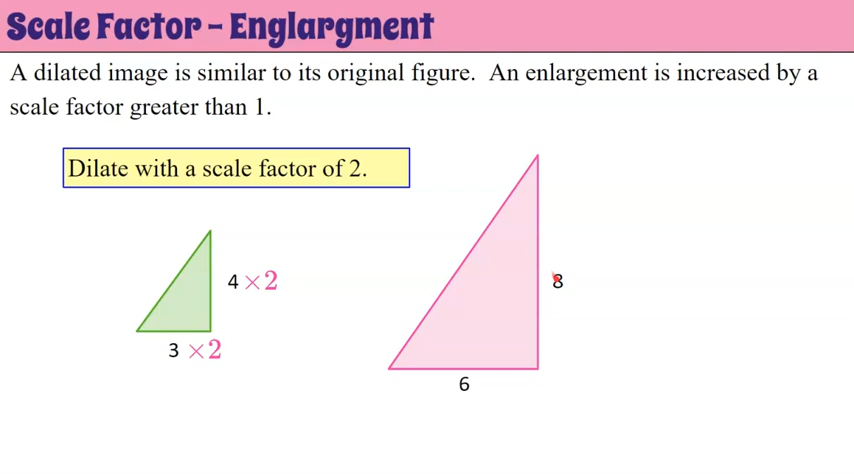 Scale Factor – Englargment
A dilated image is similar to its original figure. An enlargement is increased by a
scale factor greater than 1.
Dilate with a scale factor of 2.
4 ×2
8
3 ×2
6